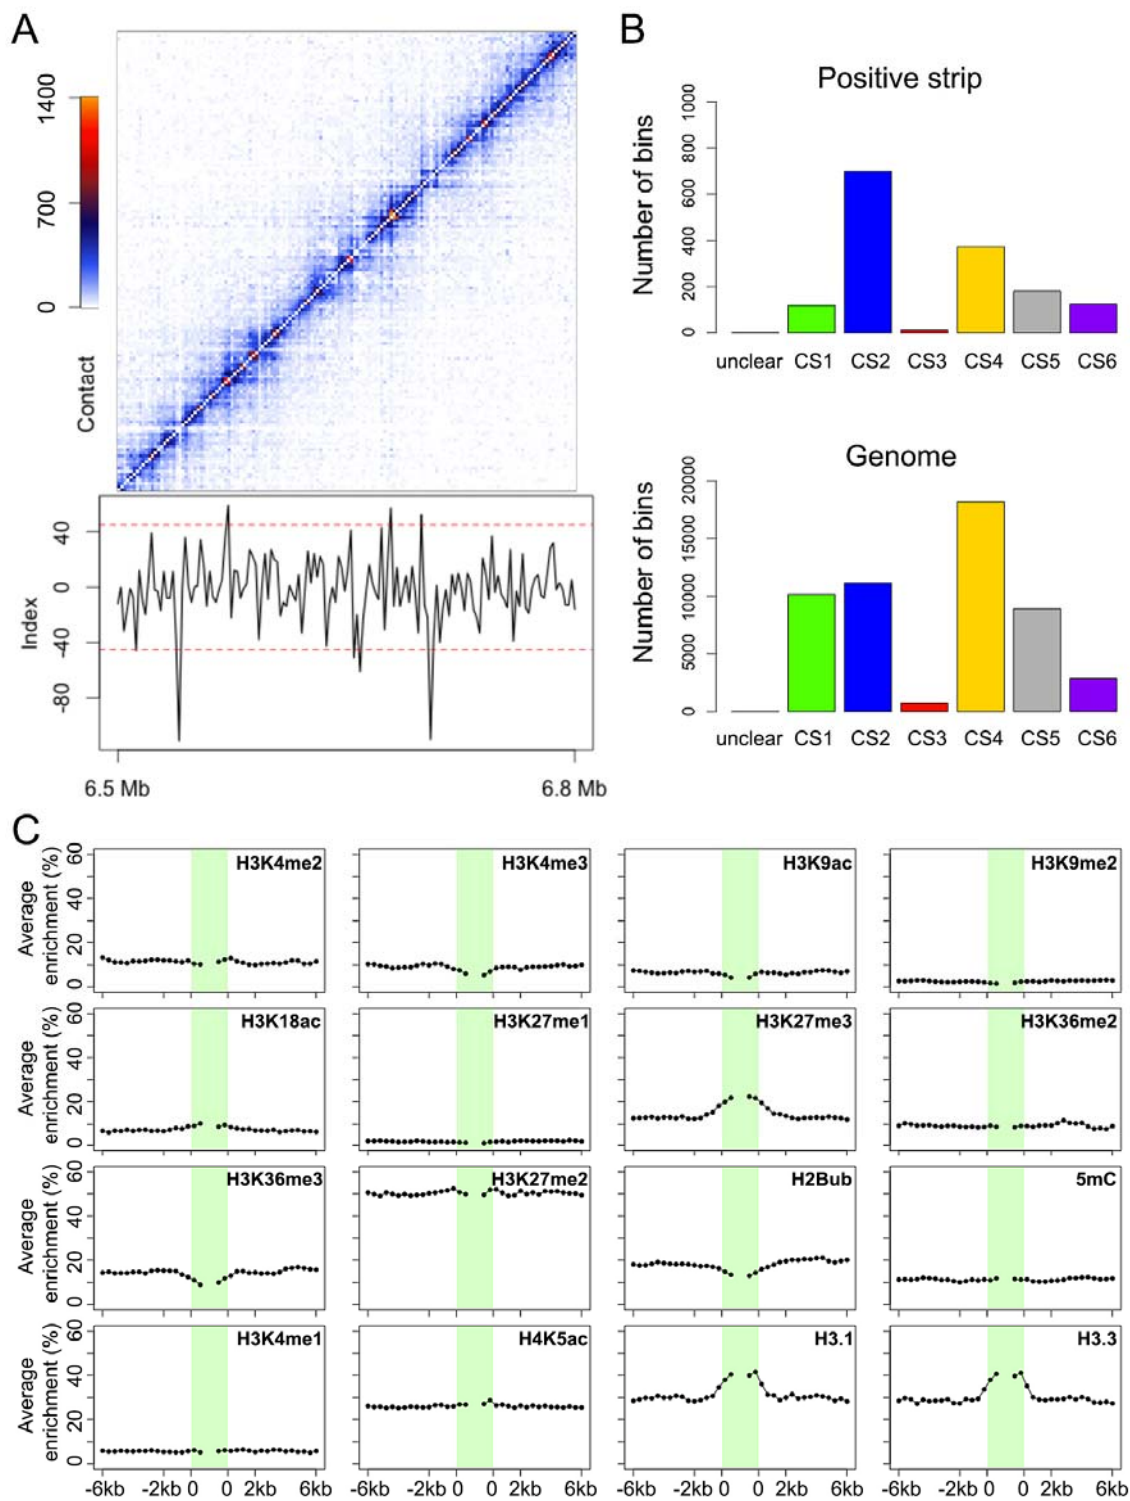 A
1400
700
0
Contact
40
0
-40
-80
Index
6.5 Mb 6.8 Mb
B
Positive strip
Number of bins
1000
800
600
400
200
0
unclear CS1 CS2 CS3 CS4 CS5 CS6
Genome
Number of bins
20000
15000
10000
5000
0
unclear CS1 CS2 CS3 CS4 CS5 CS6
C
Average enrichment (%)
60
40
20
0
H3K4me2 H3K4me3 H3K9ac H3K9me2
Average enrichment (%)
60
40
20
0
H3K18ac H3K27me1 H3K27me3 H3K36me2
Average enrichment (%)
60
40
20
0
H3K36me3 H3K27me2 H2Bub 5mC
Average enrichment (%)
60
40
20
0
H3K4me1 H4K5ac H3.1 H3.3
-6kb -2kb 0 0 2kb 6kb -6kb -2kb 0 0 2kb 6kb -6kb -2kb 0 0 2kb 6kb -6kb -2kb 0 0 2kb 6kb